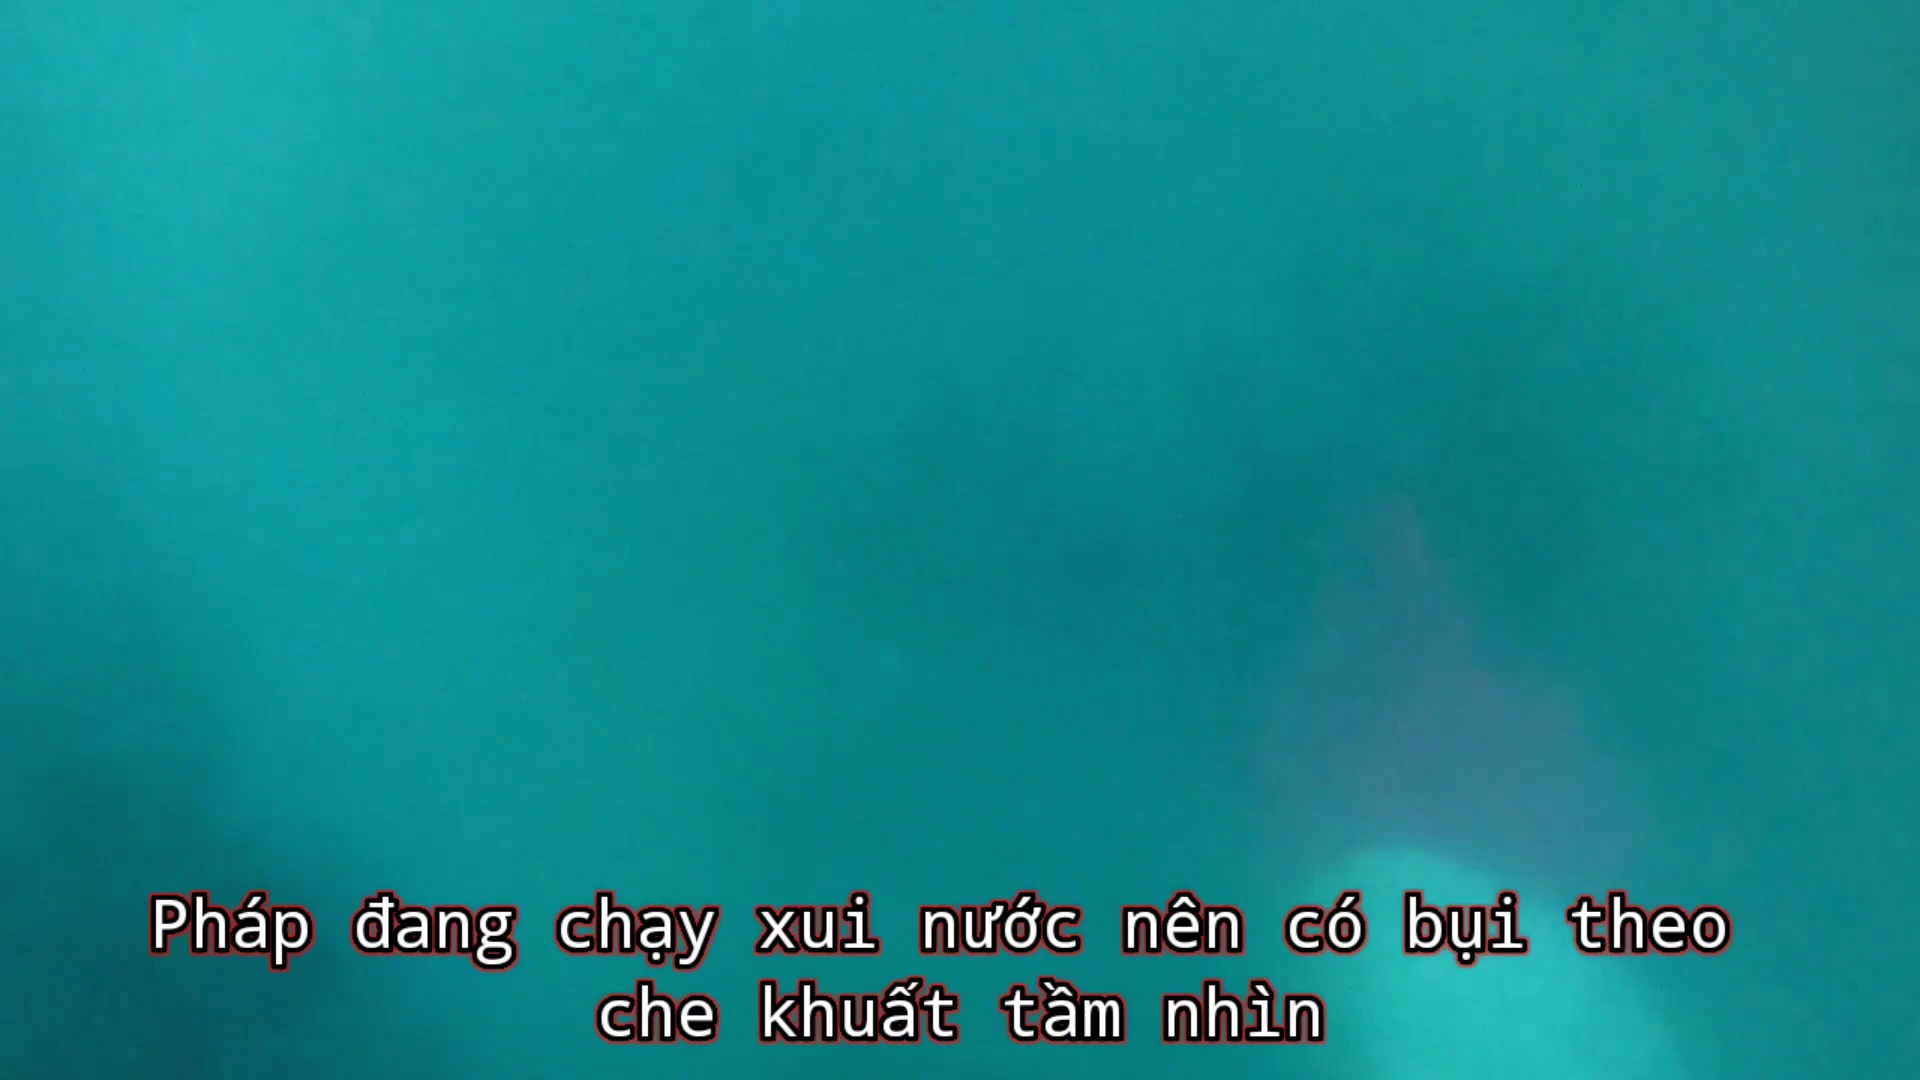 Pháp đang chạy xui nước nên có bụi theo
che khuất tầm nhìn